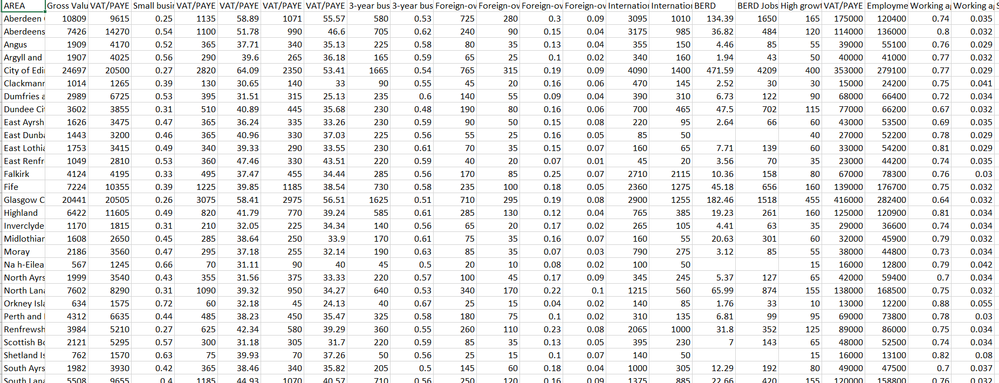 AREA Gross Valu VAT/PAYE Small busin VAT/PAYE VAT/PAYE VAT/PAYE VAT/PAYE 3-year bus 3-year bus Foreign-ov Foreign-ov Foreign-ov Foreign-ov Internatior Internatior BERD BERD Jobs High growt VAT/PAYE Employme Working ag Working ag S
Aberdeen 10809 9615 0.25 1135 58.89 1071 55.57 580 0.53 725 280 0.3 0.09 3095 1010 134.39 1650 165 175000 120400 0.74 0.035
Aberdeens 7426 14270 0.54 1100 51.78 990 46.6 705 0.62 240 90 0.15 0.04 3175 985 36.82 484 120 114000 136000 0.8 0.032
Angus 1909 4170 0.52 365 37.71 340 35.13 225 0.58 80 35 0.13 0.04 355 150 4.46 85 55 39000 55100 0.76 0.029
Argyll and 1907 4025 0.56 290 39.6 265 36.18 165 0.59 65 25 0.1 0.02 340 160 1.94 43 50 40000 41000 0.77 0.032
City of Edi 24697 20500 0.27 2820 64.09 2350 53.41 1665 0.54 765 315 0.19 0.09 4090 1400 471.59 4209 400 353000 279100 0.77 0.029
Clackmann 1014 1265 0.39 130 30.65 140 33 90 0.55 45 20 0.16 0.06 470 145 2.52 30 30 15000 24200 0.75 0.041
Dumfries a 2989 6725 0.53 395 31.51 315 25.13 235 0.6 140 55 0.09 0.04 390 310 6.73 122 90 68000 66400 0.72 0.034
Dundee Cit 3602 3855 0.31 510 40.89 445 35.68 230 0.48 190 80 0.16 0.06 700 465 47.5 702 115 77000 66200 0.67 0.032
East Ayrsh 1626 3475 0.47 365 36.24 335 33.26 230 0.59 90 50 0.15 0.08 220 95 2.64 66 60 43000 53500 0.69 0.035
East Dunba 1443 3200 0.46 365 40.96 330 37.03 225 0.56 55 25 0.16 0.05 85 50 40 27000 52200 0.78 0.029
East Lothia 1753 3415 0.49 340 39.33 290 33.55 230 0.61 70 35 0.15 0.07 160 65 7.71 139 60 33000 54200 0.81 0.029
East Renfr 1049 2810 0.53 360 47.46 330 43.51 220 0.59 40 20 0.07 0.01 45 20 3.56 70 35 23000 44200 0.74 0.035
Falkirk 4124 4195 0.33 495 37.47 455 34.44 285 0.56 170 85 0.25 0.07 2710 2115 10.36 158 80 67000 78300 0.76 0.03
Fife 7224 10355 0.39 1225 39.85 1185 38.54 730 0.58 235 100 0.18 0.05 2360 1275 45.18 656 160 139000 176700 0.75 0.032
Glasgow C 20441 20505 0.26 3075 58.41 2975 56.51 1625 0.51 710 295 0.19 0.08 2900 1255 182.46 1518 455 416000 282400 0.64 0.032
Highland 6422 11605 0.49 820 41.79 770 39.24 585 0.61 285 130 0.12 0.04 765 385 19.23 261 160 125000 120900 0.81 0.034
Inverclyde 1170 1815 0.31 210 32.05 225 34.34 140 0.56 65 20 0.17 0.02 265 105 4.41 63 35 29000 36600 0.74 0.034
Midlothian 1608 2650 0.45 285 38.64 250 33.9 170 0.61 75 35 0.16 0.07 160 55 20.63 301 60 32000 45900 0.79 0.032
Moray 2186 3560 0.47 295 37.18 255 32.14 190 0.63 85 35 0.07 0.03 790 275 3.12 85 55 38000 44800 0.73 0.034
Na h-Eilea 567 1245 0.66 70 31.11 90 40 45 0.5 20 10 0.08 0.02 100 50 15 16000 12800 0.79 0.042
North Ayrs 1999 3540 0.43 355 31.56 375 33.33 220 0.57 100 45 0.17 0.09 345 245 5.37 127 65 42000 59400 0.7 0.034
North Lana 7602 8290 0.31 1090 39.32 950 34.27 640 0.53 340 170 0.22 0.1 1215 560 65.99 874 155 138000 168500 0.75 0.032
Orkney Isla 634 1575 0.72 60 32.18 45 24.13 40 0.67 25 15 0.04 0.02 140 85 1.76 33 10 13000 12200 0.88 0.055
Perth and 4312 6635 0.44 485 38.23 450 35.47 325 0.58 180 75 0.1 0.02 310 135 6.81 99 95 69000 73800 0.78 0.03
Renfrewsh 3984 5210 0.27 625 42.34 580 39.29 360 0.55 260 110 0.23 0.08 2065 1000 31.8 352 125 89000 86000 0.75 0.034
Scottish Bo 2121 5295 0.57 300 31.18 305 31.7 220 0.59 85 35 0.13 0.05 395 230 7 143 65 48000 52500 0.74 0.034
Shetland Is 762 1570 0.63 75 39.93 70 37.26 50 0.56 25 15 0.1 0.07 140 50 15 16000 13100 0.82 0.08
South Ayrs 1982 3930 0.42 365 38.46 340 35.82 205 0.5 145 60 0.18 0.04 1000 305 12.29 192 80 49000 47500 0.7 0.037
South Lana 5508 9655 0.4 1185 44.93 1070 40.57 710 0.56 250 120 0.16 0.09 1375 885 22.66 420 155 120000 158800 0.76 0.032